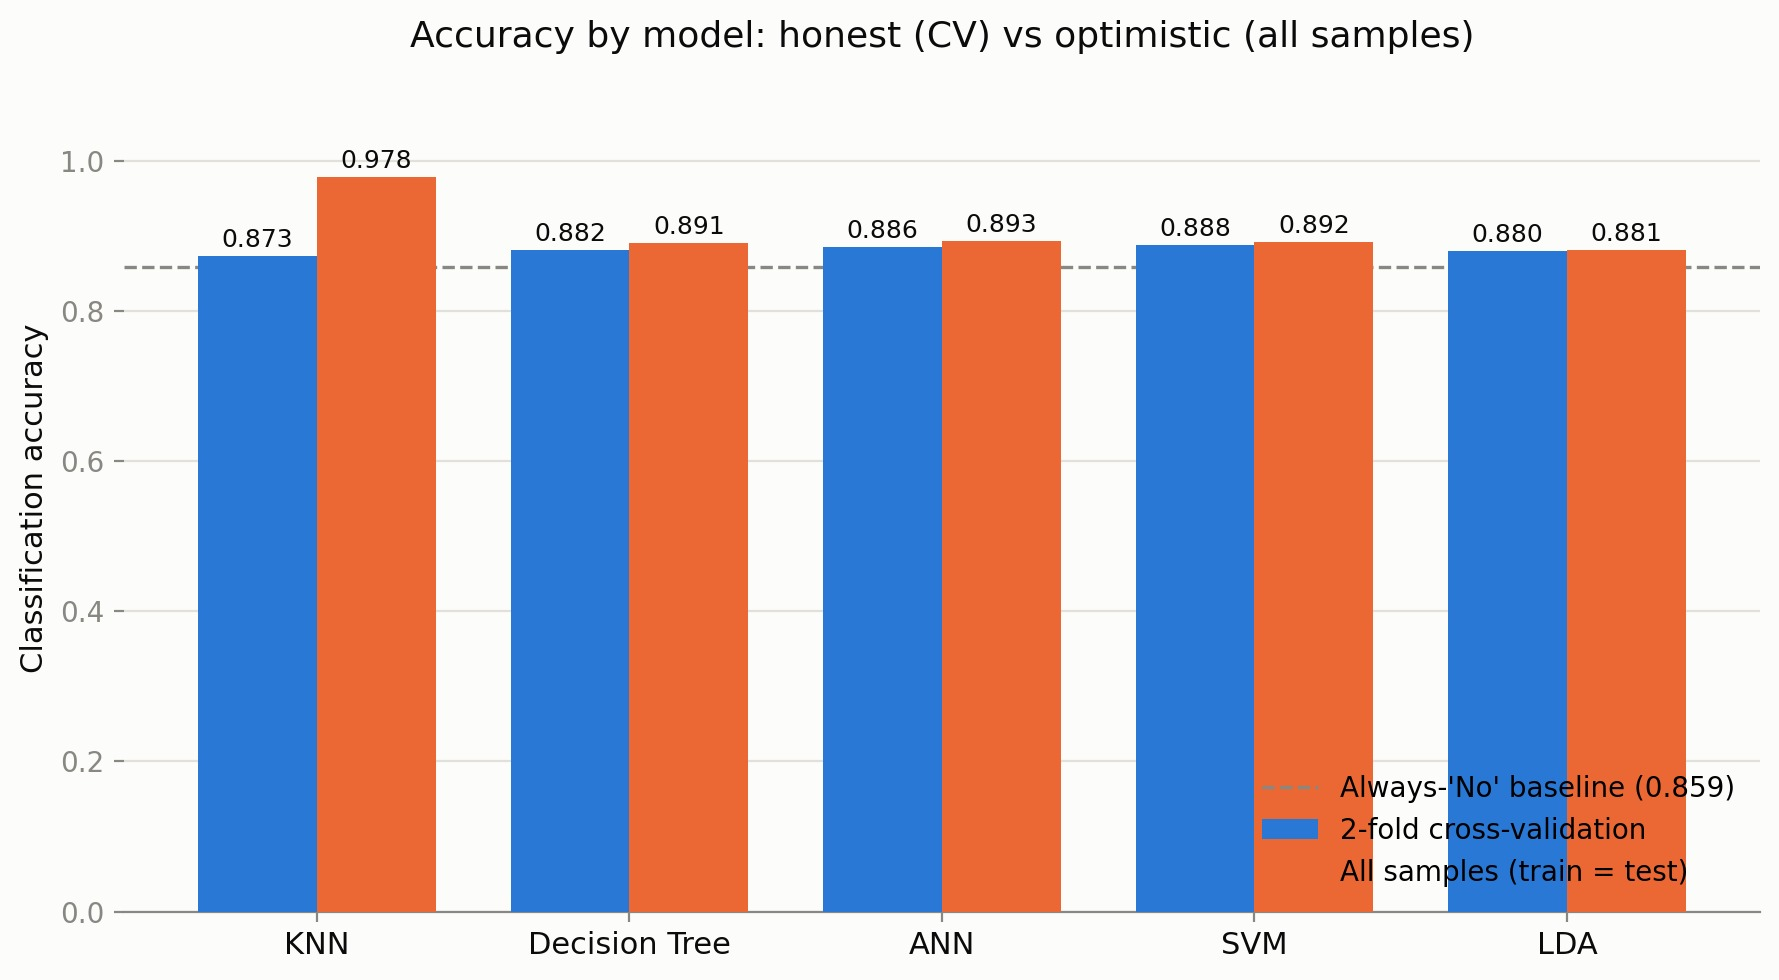 Accuracy by model: honest (CV) vs optimistic (all samples)
Classification accuracy
1.0
0.8
0.6
0.4
0.2
0.0
0.873
0.978
0.882
0.891
0.886
0.893
0.888
0.892
0.880
0.881
Always-'No' baseline (0.859)
2-fold cross-validation
All samples (train = test)
KNN
Decision Tree
ANN
SVM
LDA